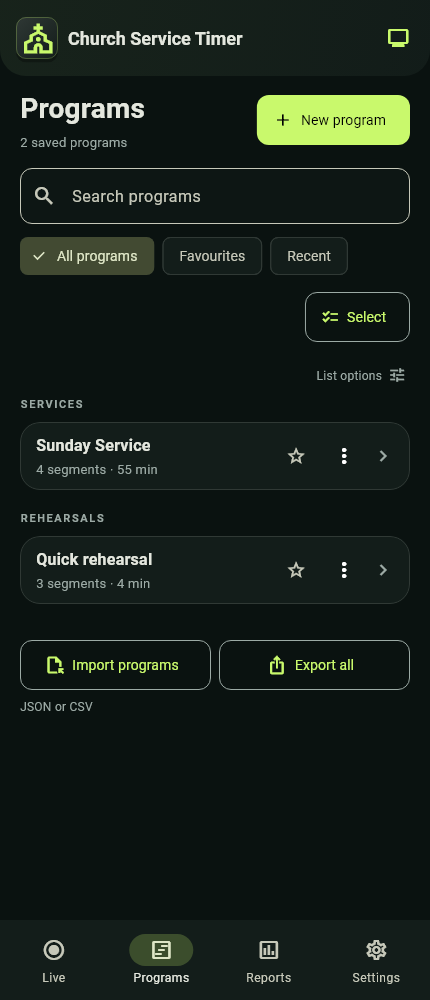 Church Service Timer
Programs
2 saved programs
New program
Search programs
All programs
Favourites
Recent
Select
List options
SERVICES
Sunday Service
4 segments · 55 min
REHEARSALS
Quick rehearsal
3 segments · 4 min
Import programs
Export all
JSON or CSV
Live
Programs
Reports
Settings